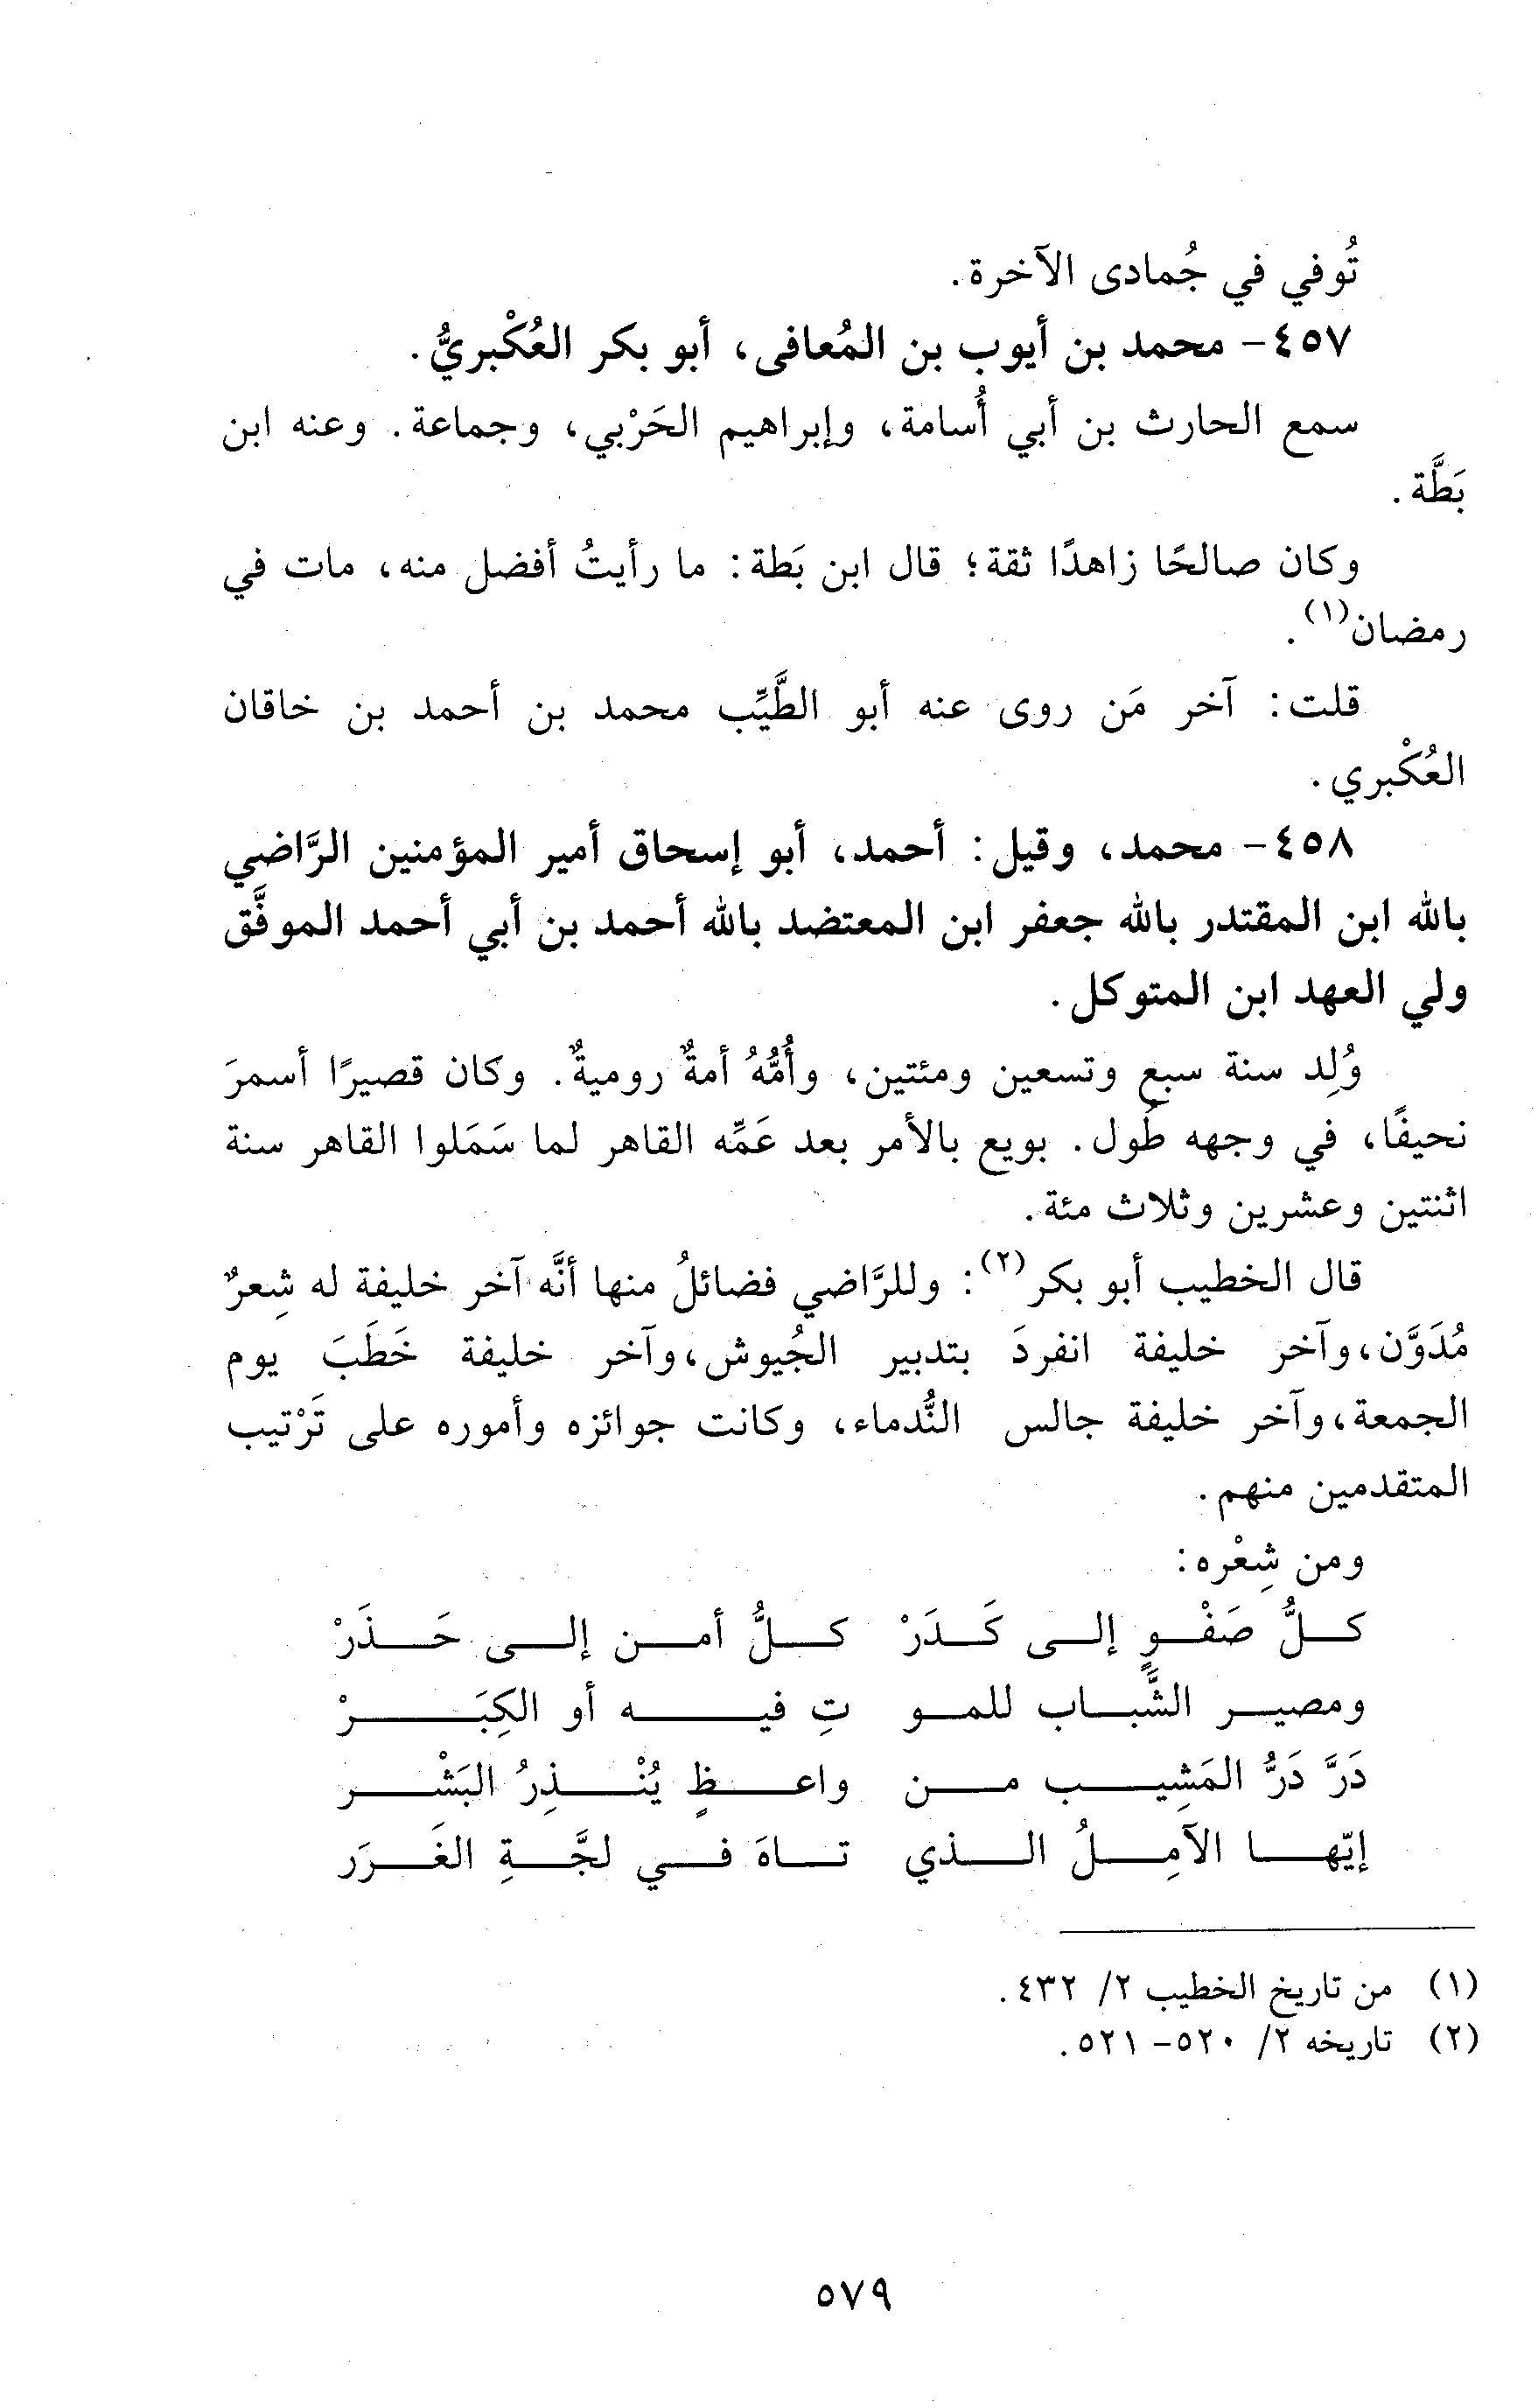 تُوفي في جُمادى الآخرة.
٤٥٧- محمد بن أيوب بن المُعافى، أبو بكر العُكْبريُّ.
سمع الحارث بن أبي أُسامة، وإبراهيم الحَرْبي، وجماعة. وعنه ابن
بَطَّة.
وكان صالحًا زاهدًا ثقة؛ قال ابن بَطة: ما رأيتُ أفضل منه، مات في
رمضان(١).
قلت: آخر مَن روى عنه أبو الطَّيِّب محمد بن أحمد بن خاقان
العُكْبري.
٤٥٨- محمد، وقيل: أحمد، أبو إسحاق أمير المؤمنين الرَّاضي
بالله ابن المقتدر بالله جعفر ابن المعتضد بالله أحمد بن أبي أحمد الموفَّق
ولي العهد ابن المتوكل.
وُلِد سنة سبع وتسعين ومئتين، وأُمُّهُ أمةٌ روميةٌ. وكان قصيرًا أسمرَ
نحيفًا، في وجهه طُول. بويع بالأمر بعد عَمِّه القاهر لما سَمَلوا القاهر سنة
اثنتين وعشرين وثلاث مئة.
قال الخطيب أبو بكر(٢): وللرَّاضي فضائلُ منها أنَّه آخر خليفة له شِعرٌ
مُدَوَّن، وآخر خليفة انفردَ بتدبير الجُيوش، وآخر خليفة خَطَبَ يوم
الجمعة، وآخر خليفة جالس النُّدماء، وكانت جوائزه وأموره على تَرْتيب
المتقدمين منهم.
ومن شِعْره:
كلُّ صَفْوٍ إلى كَدَرْ كلُّ أمن إلى حَذَرْ
ومصير الشَّباب للمو تِ فيه أو الكِبَرْ
دَرَّ دَرُّ المَشِيب من واعظٍ يُنْذِرُ البَشْر
إيّها الآمِلُ الذي تاهَ في لجَّةِ الغَرَر
(١) من تاريخ الخطيب ٢/ ٤٣٢.
(٢) تاريخه ٢/ ٥٢٠- ٥٢١.
٥٧٩